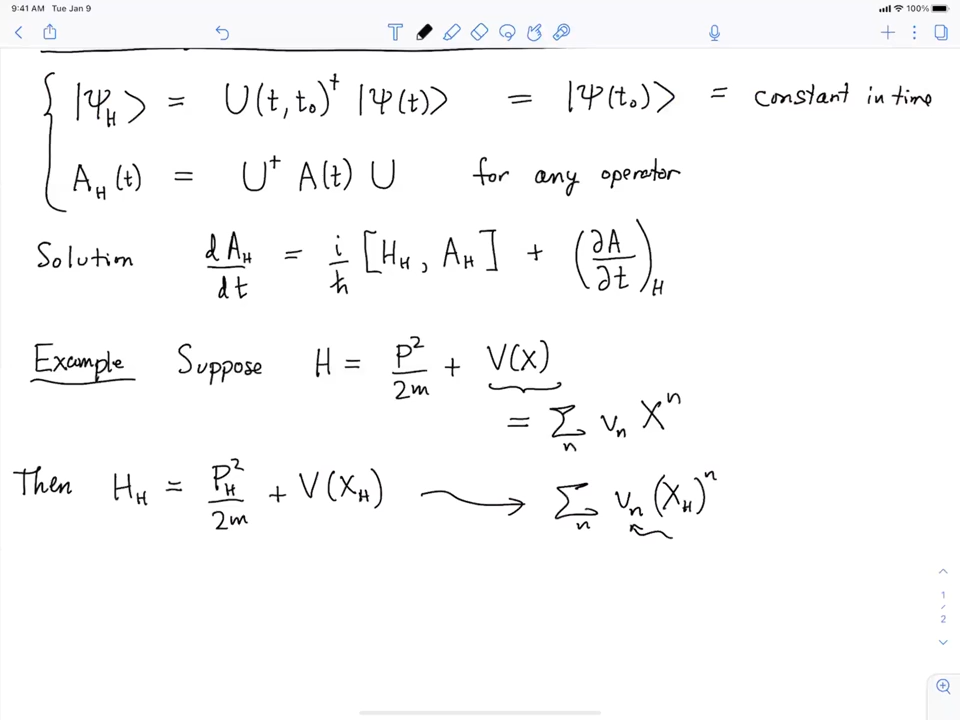 9:41 AM Tue Jan 9 100%
|Ψ_H> = U(t, t₀)† |Ψ(t)> = |Ψ(t₀)> = constant in time
A_H(t) = U† A(t) U for any operator
Solution dA_H/dt = i/ħ [H_H, A_H] + (∂A/∂t)_H
Example Suppose H = P²/2m + V(X)
= Σ_n v_n Xⁿ
Then H_H = P_H²/2m + V(X_H) → Σ_n v_n (X_H)ⁿ
1
/
2